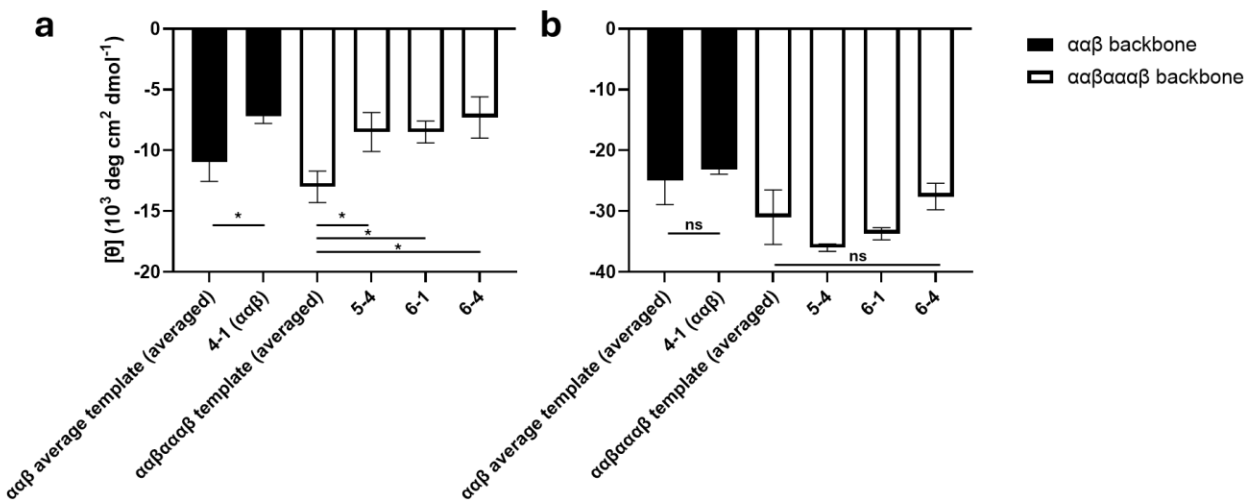 a
[θ] (10³ deg cm² dmol⁻¹)
0
-5
-10
-15
-20
*
*
*
*
ααβ average template (averaged)
4-1 (ααβ)
ααβαααβ template (averaged)
5-4
6-1
6-4
b
0
-10
-20
-30
-40
ns
ns
ααβ average template (averaged)
4-1 (ααβ)
ααβαααβ template (averaged)
5-4
6-1
6-4
ααβ backbone
ααβαααβ backbone